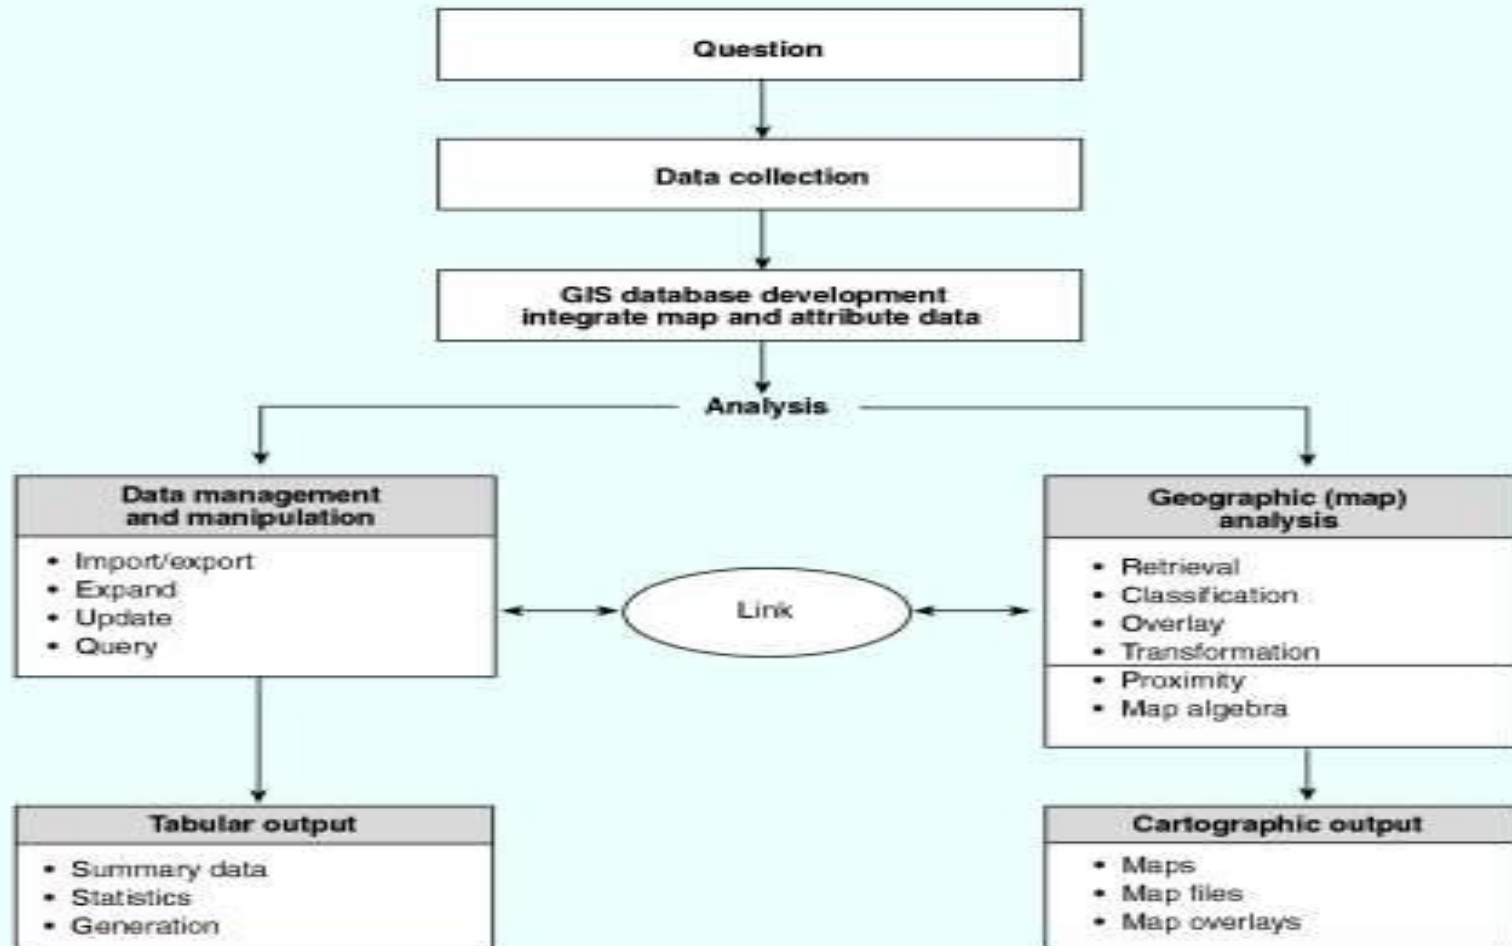 Question
Data collection
GIS database development
integrate map and attribute data
Analysis
Data management
and manipulation
• Import/export
• Expand
• Update
• Query
Link
Geographic (map)
analysis
• Retrieval
• Classification
• Overlay
• Transformation
• Proximity
• Map algebra
Tabular output
• Summary data
• Statistics
• Generation
Cartographic output
• Maps
• Map files
• Map overlays